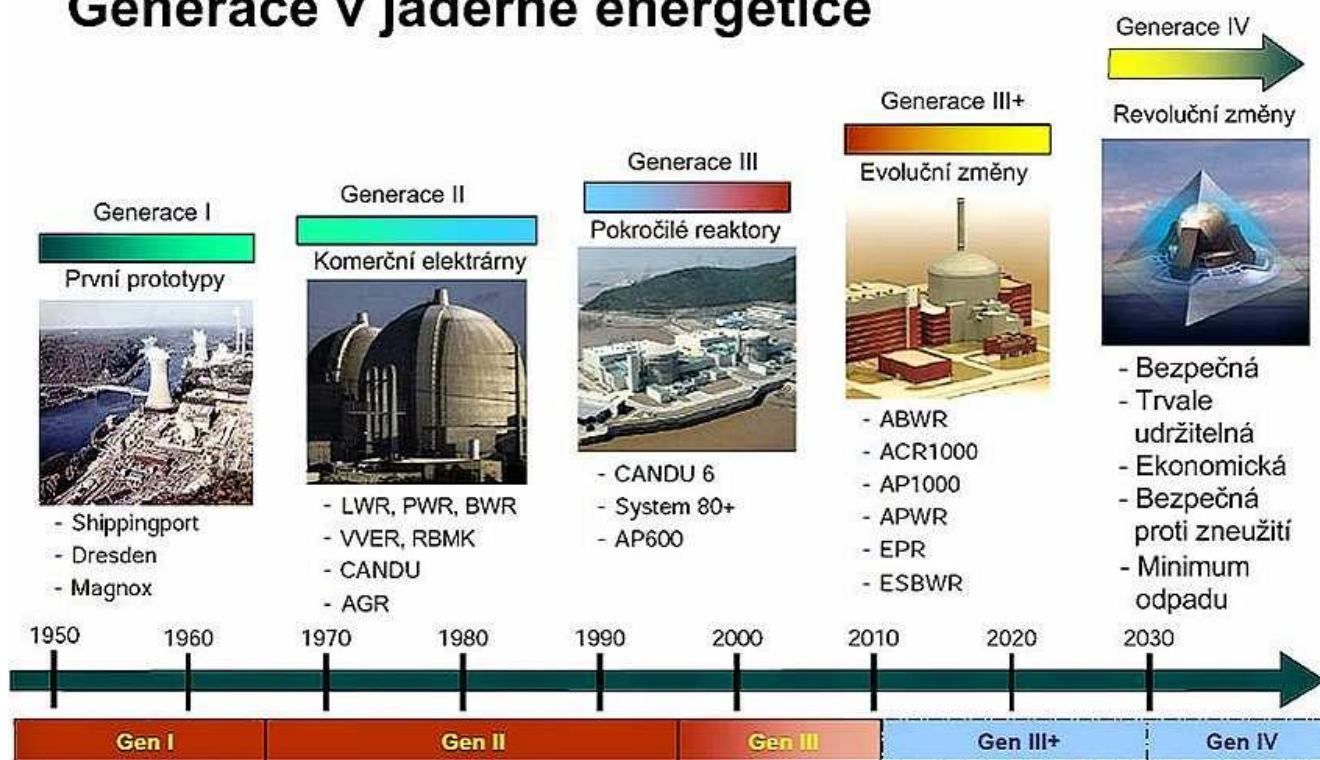 Generace v jaderné energetice
Generace I
První prototypy
- Shippingport
- Dresden
- Magnox
Generace II
Komerční elektrárny
- LWR, PWR, BWR
- VVER, RBMK
- CANDU
- AGR
Generace III
Pokročilé reaktory
- CANDU 6
- System 80+
- AP600
Generace III+
Evoluční změny
- ABWR
- ACR1000
- AP1000
- APWR
- EPR
- ESBWR
Generace IV
Revoluční změny
- Bezpečná
- Trvale
udržitelná
- Ekonomická
- Bezpečná
proti zneužití
- Minimum
odpadu
1950 1960 1970 1980 1990 2000 2010 2020 2030
Gen I Gen II Gen III Gen III+ Gen IV